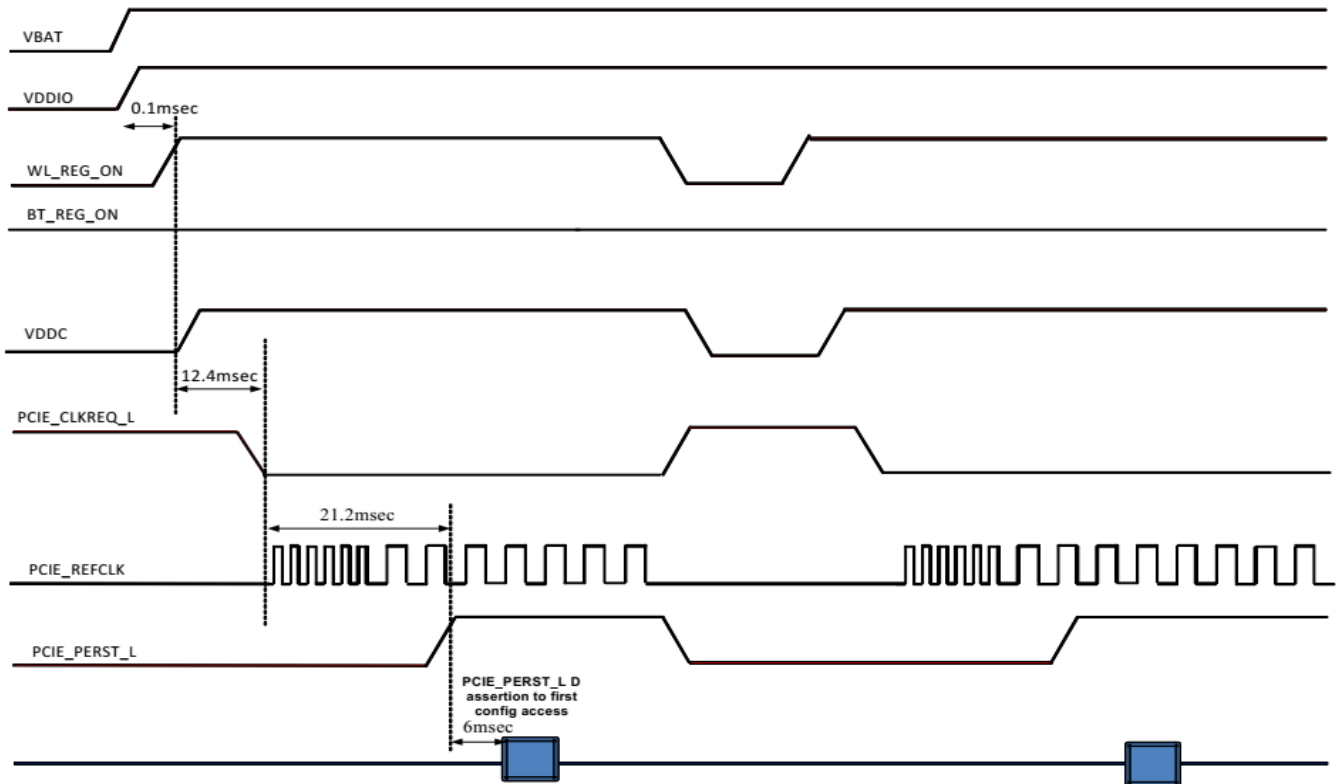 VBAT
VDDIO
0.1msec
WL_REG_ON
BT_REG_ON
VDDC
12.4msec
PCIE_CLKREQ_L
21.2msec
PCIE_REFCLK
PCIE_PERST_L
PCIE_PERST_L D
assertion to first
config access
6msec